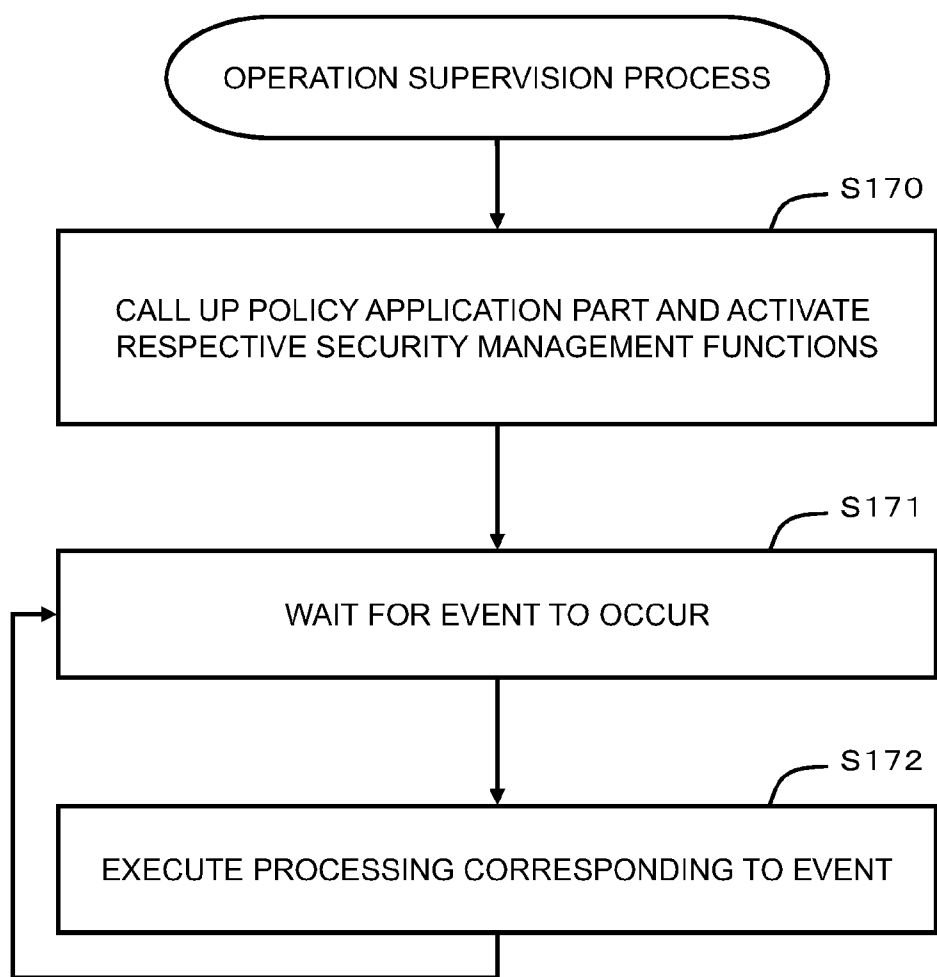 OPERATION SUPERVISION PROCESS
S170
CALL UP POLICY APPLICATION PART AND ACTIVATE
RESPECTIVE SECURITY MANAGEMENT FUNCTIONS
S171
WAIT FOR EVENT TO OCCUR
S172
EXECUTE PROCESSING CORRESPONDING TO EVENT